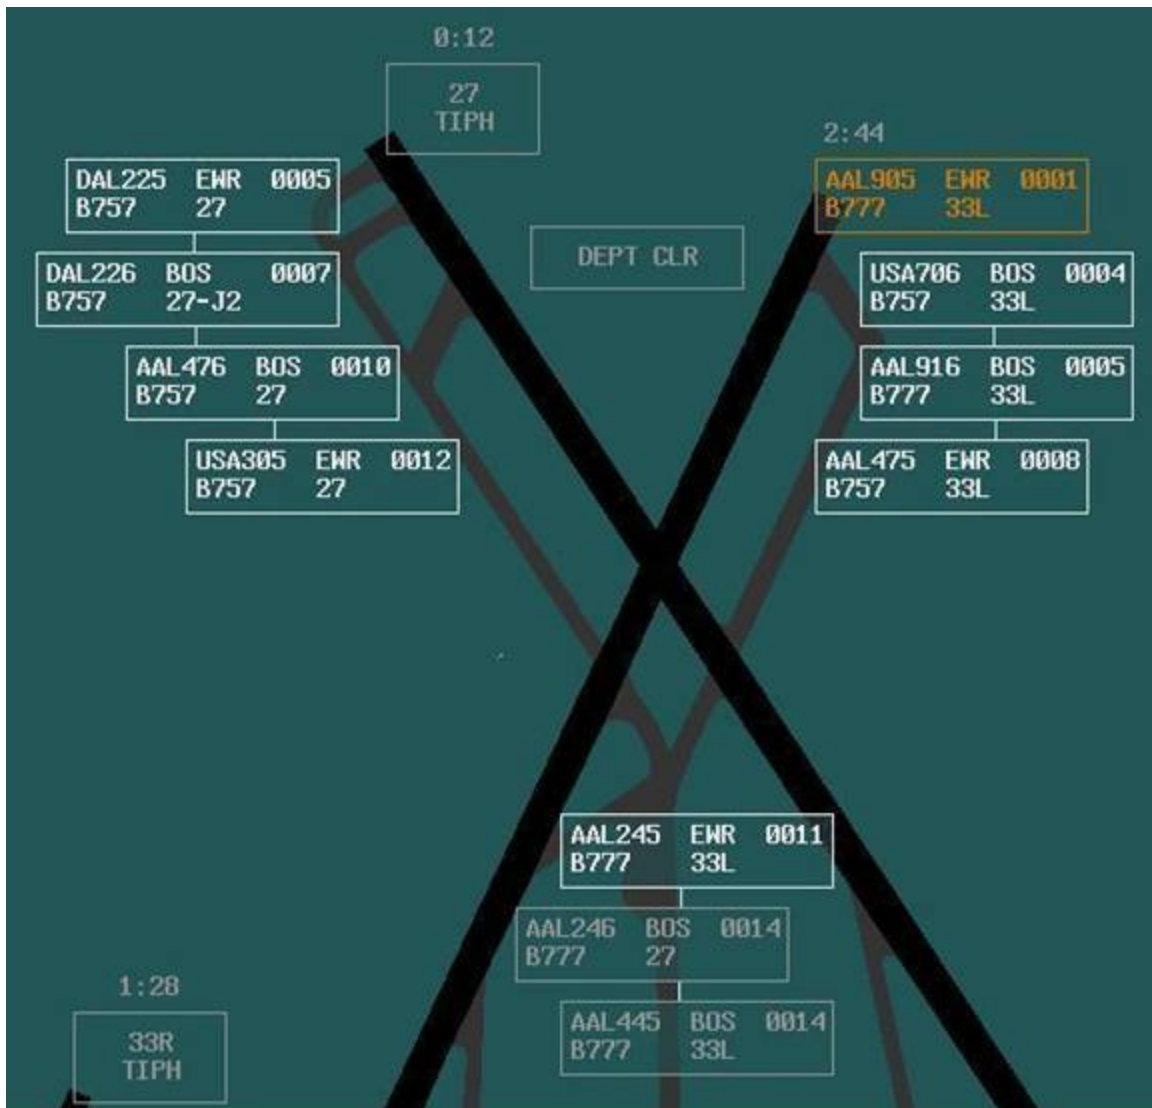 0:12
27
TIPH
2:44
DAL225 EWR 0005
B757 27
AAL905 EWR 0001
B777 33L
DEPT CLR
DAL226 BOS 0007
B757 27-J2
USA706 BOS 0004
B757 33L
AAL476 BOS 0010
B757 27
AAL916 BOS 0005
B777 33L
USA305 EWR 0012
B757 27
AAL475 EWR 0008
B757 33L
AAL245 EWR 0011
B777 33L
AAL246 BOS 0014
B777 27
1:28
33R
TIPH
AAL445 BOS 0014
B777 33L